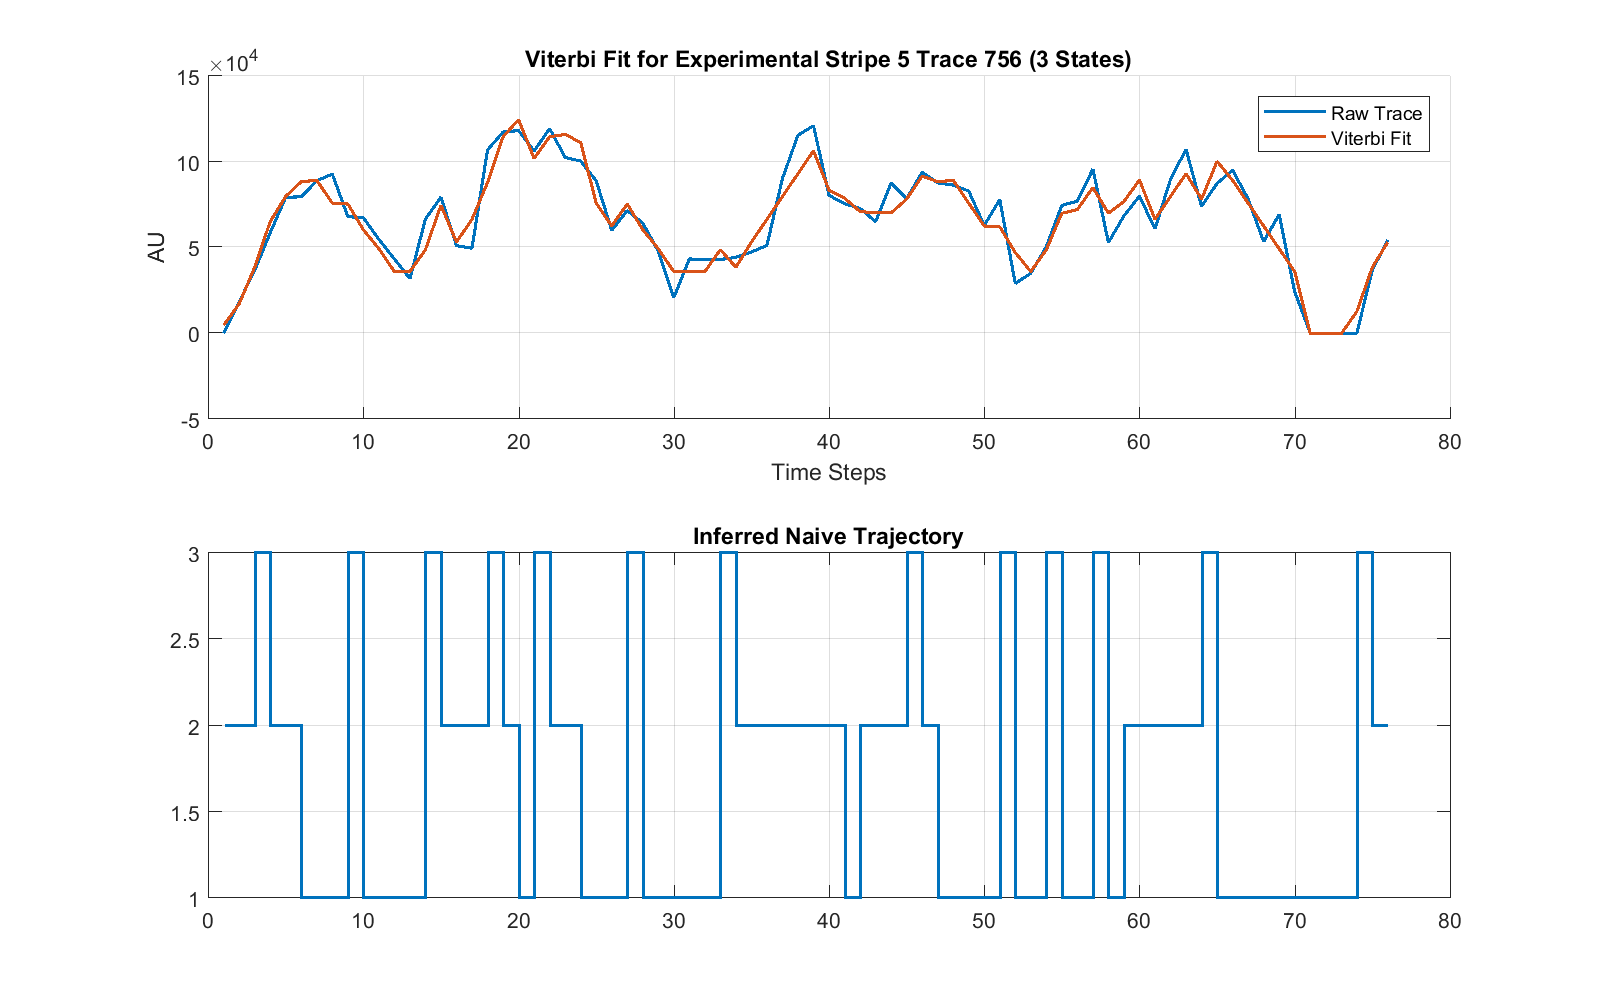 Viterbi Fit for Experimental Stripe 5 Trace 756 (3 States)
×10⁴
15
10
5
0
-5
AU
Raw Trace
Viterbi Fit
0 10 20 30 40 50 60 70 80
Time Steps
Inferred Naive Trajectory
3
2.5
2
1.5
1
0 10 20 30 40 50 60 70 80